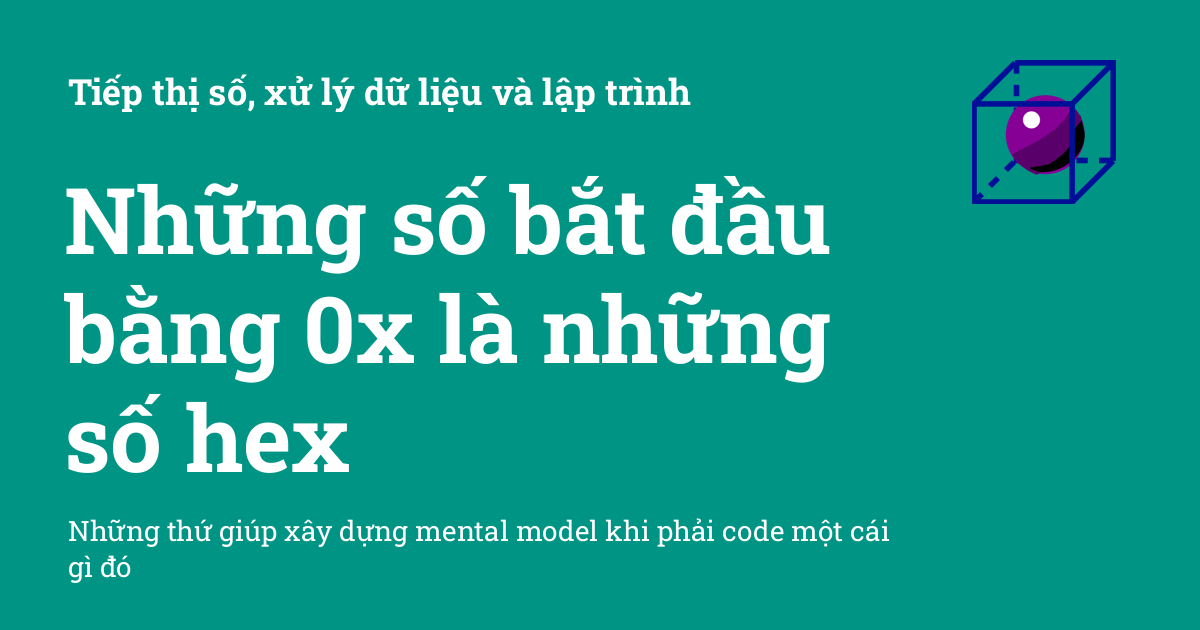 Tiếp thị số, xử lý dữ liệu và lập trình
Những số bắt đầu
bằng 0x là những
số hex
Những thứ giúp xây dựng mental model khi phải code một cái
gì đó